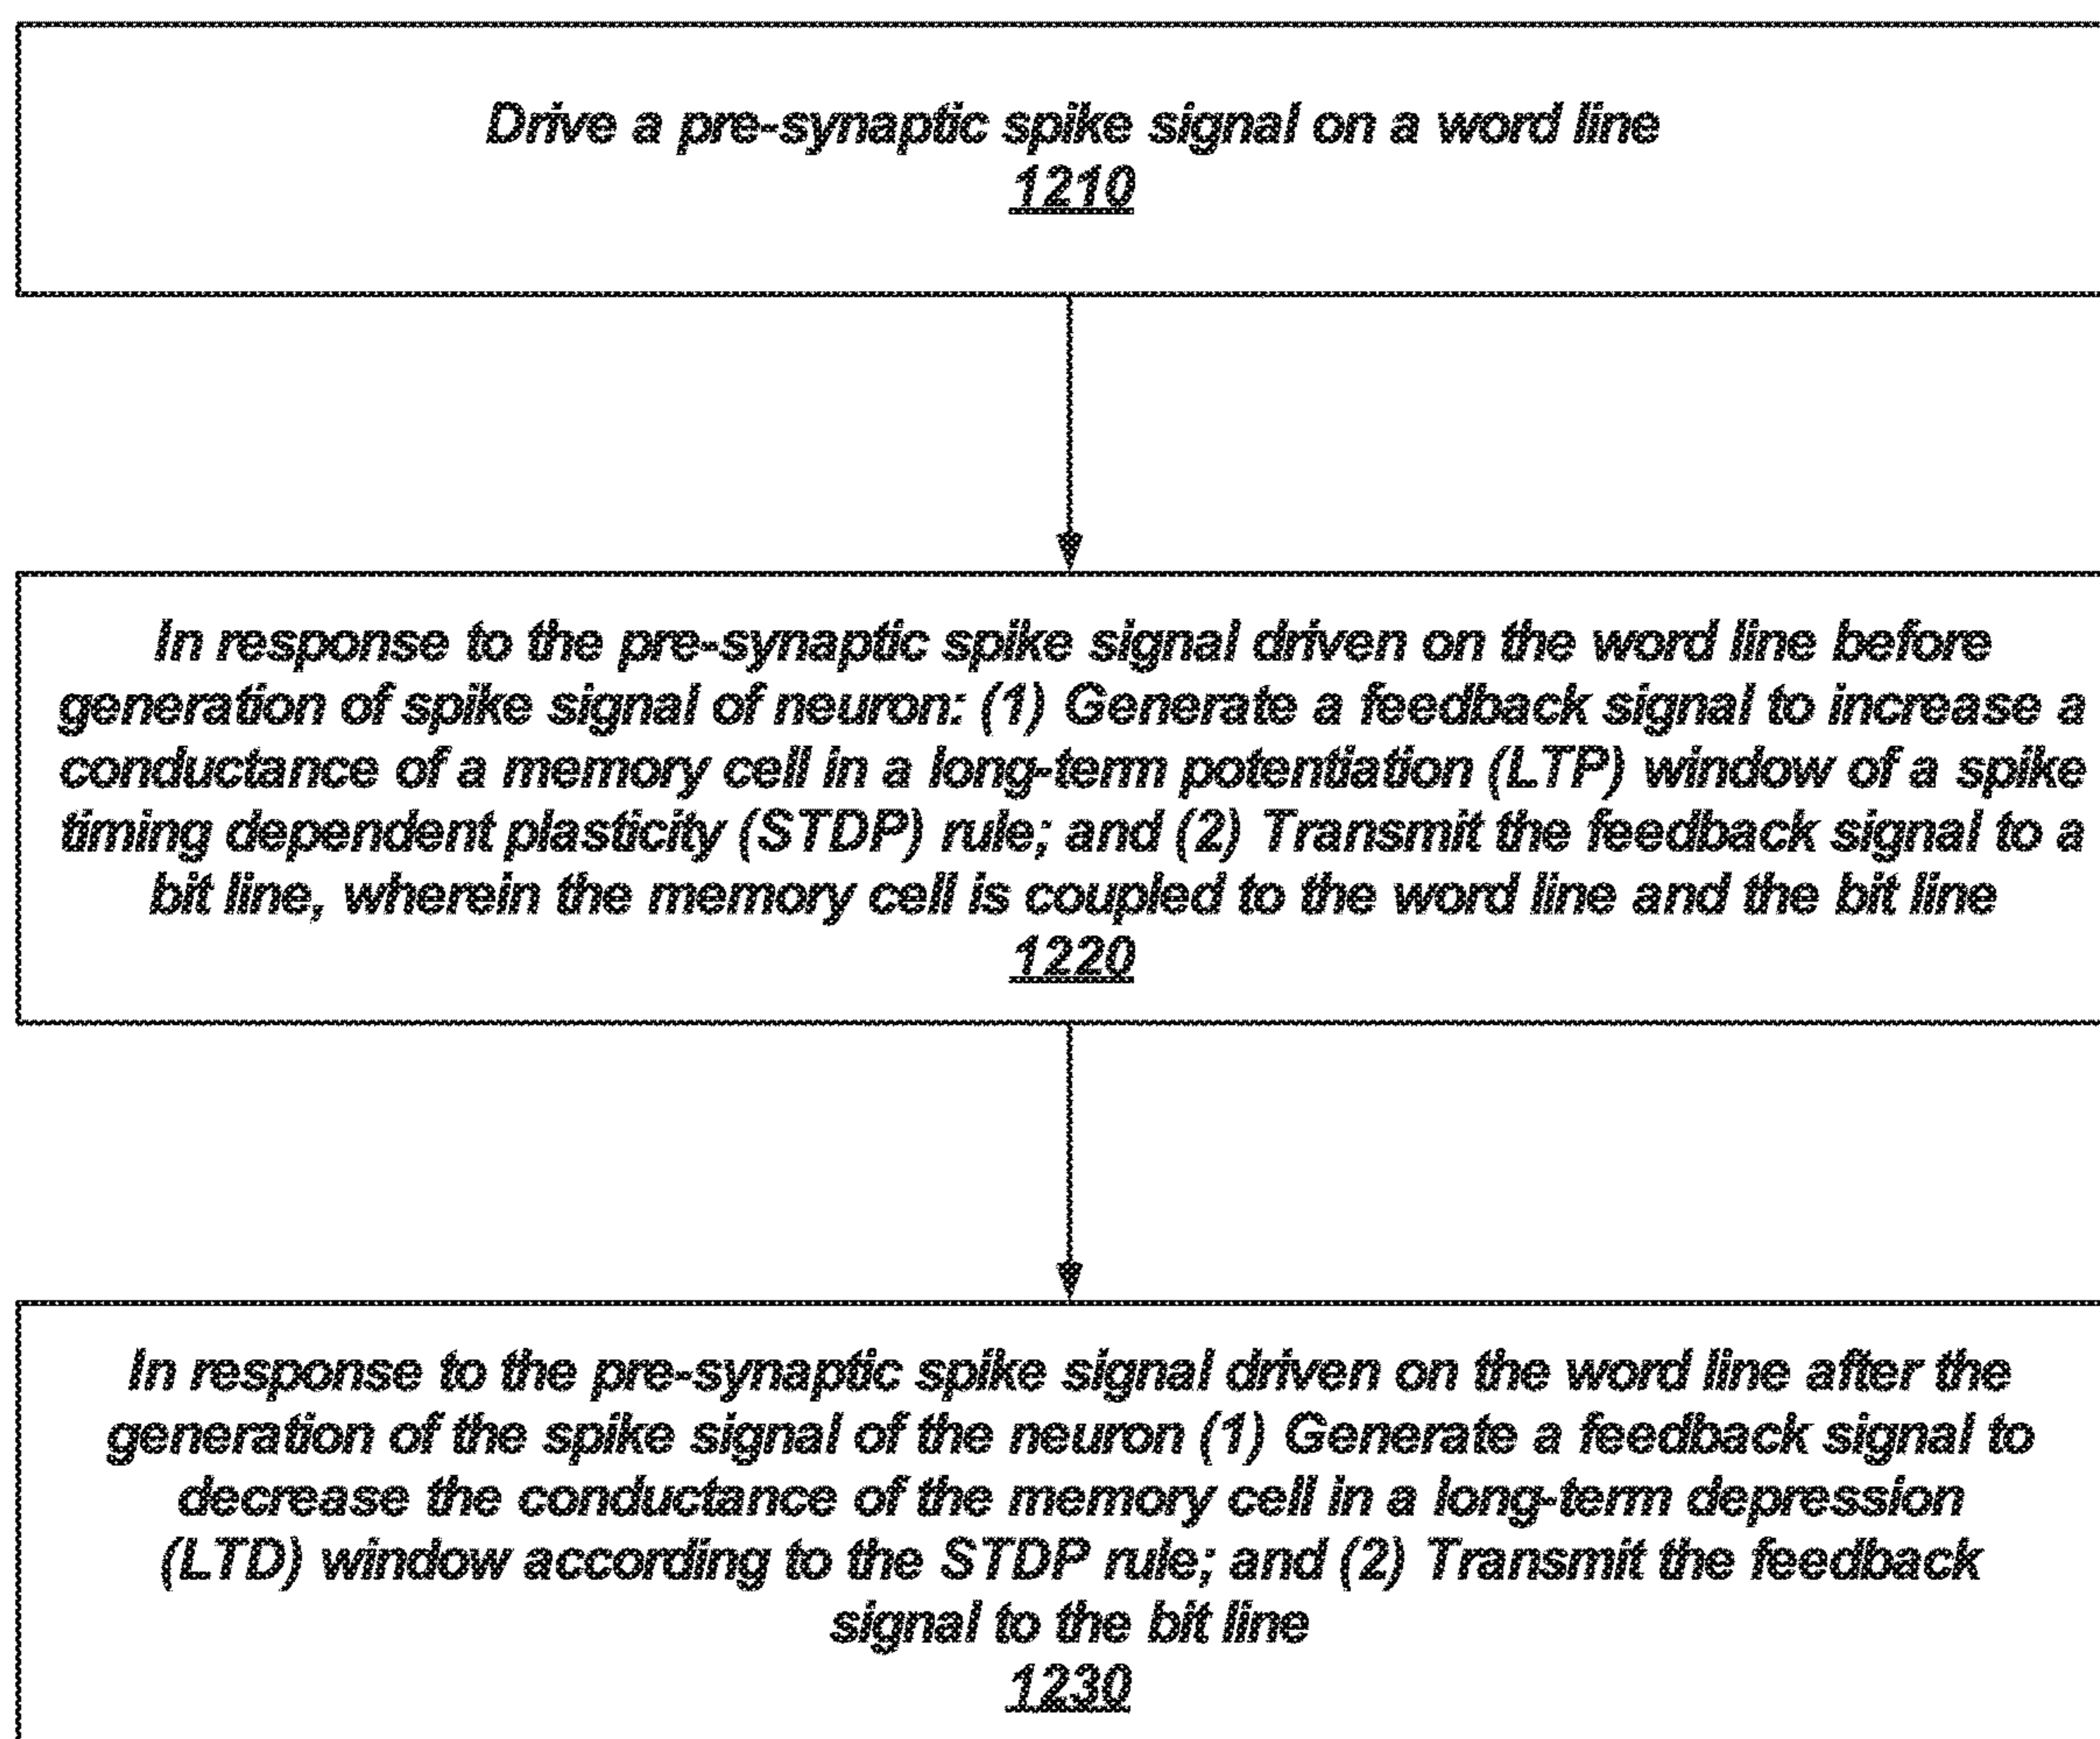 Drive a pre-synaptic spike signal on a word line
1210
In response to the pre-synaptic spike signal driven on the word line before
generation of spike signal of neuron: (1) Generate a feedback signal to increase a
conductance of a memory cell in a long-term potentiation (LTP) window of a spike
timing dependent plasticity (STDP) rule; and (2) Transmit the feedback signal to a
bit line, wherein the memory cell is coupled to the word line and the bit line
1220
In response to the pre-synaptic spike signal driven on the word line after the
generation of the spike signal of the neuron (1) Generate a feedback signal to
decrease the conductance of the memory cell in a long-term depression
(LTD) window according to the STDP rule; and (2) Transmit the feedback
signal to the bit line
1230